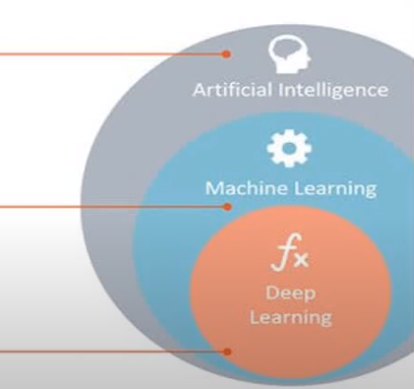 Artificial Intelligence
Machine Learning
fx
Deep
Learning